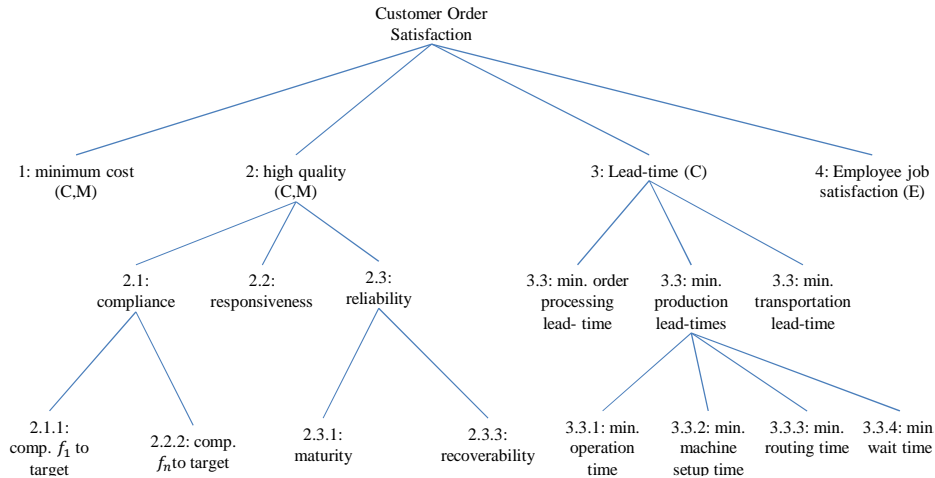 Customer Order
Satisfaction
1: minimum cost
(C,M)
2: high quality
(C,M)
3: Lead-time (C)
4: Employee job
satisfaction (E)
2.1:
compliance
2.2:
responsiveness
2.3:
reliability
3.3: min. order
processing
lead- time
3.3: min.
production
lead-times
3.3: min.
transportation
lead-time
2.1.1:
comp. f₁ to
target
2.2.2: comp.
fₙto target
2.3.1:
maturity
2.3.3:
recoverability
3.3.1: min.
operation
time
3.3.2: min.
machine
setup time
3.3.3: min.
routing time
3.3.4: min
wait time